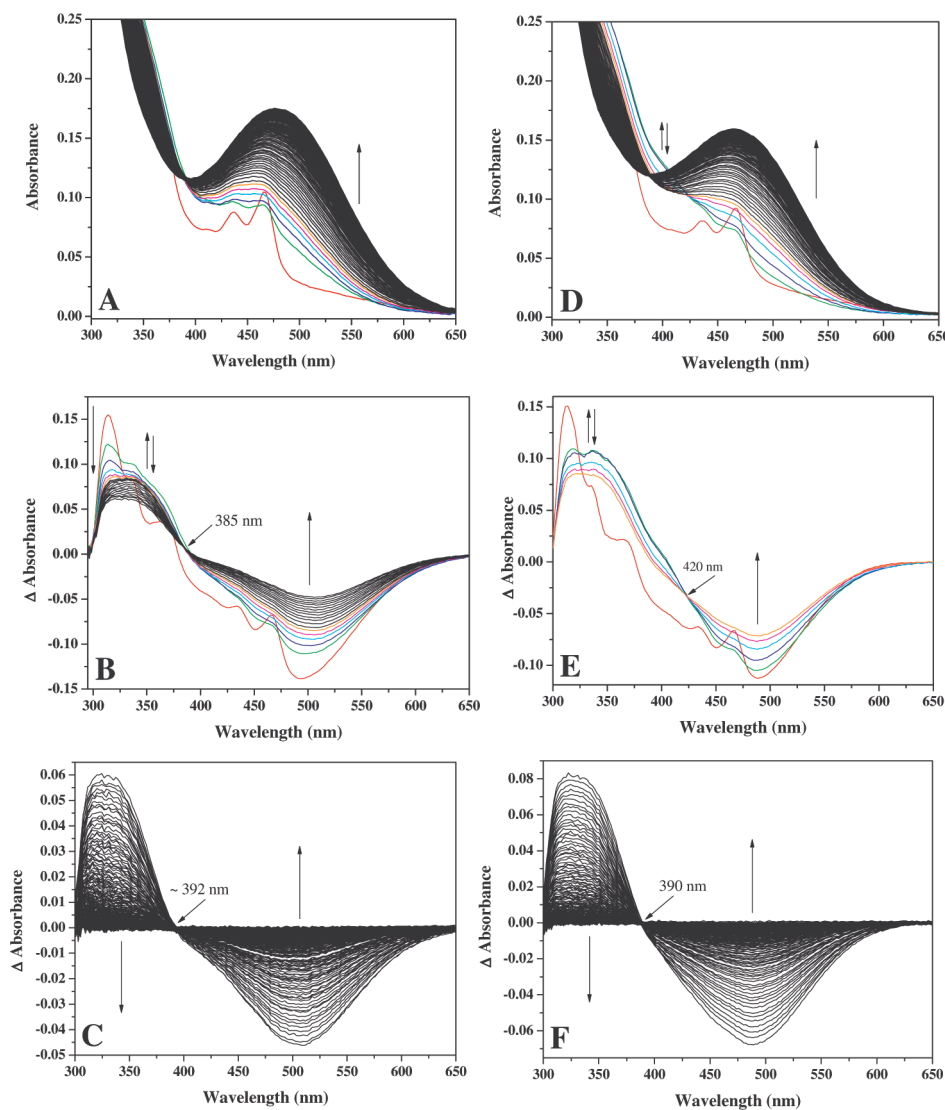 0.25
0.20
0.15
0.10
0.05
0.00
Absorbance
A
300 350 400 450 500 550 600 650
Wavelength (nm)
0.25
0.20
0.15
0.10
0.05
0.00
Absorbance
D
300 350 400 450 500 550 600 650
Wavelength (nm)
0.15
0.10
0.05
0.00
-0.05
-0.10
-0.15
Δ Absorbance
385 nm
B
300 350 400 450 500 550 600 650
Wavelength (nm)
0.15
0.10
0.05
0.00
-0.05
-0.10
Δ Absorbance
420 nm
E
300 350 400 450 500 550 600 650
Wavelength (nm)
0.06
0.05
0.04
0.03
0.02
0.01
0.00
-0.01
-0.02
-0.03
-0.04
-0.05
Δ Absorbance
~ 392 nm
C
300 350 400 450 500 550 600 650
Wavelength (nm)
0.08
0.06
0.04
0.02
0.00
-0.02
-0.04
-0.06
Δ Absorbance
390 nm
F
300 350 400 450 500 550 600 650
Wavelength (nm)